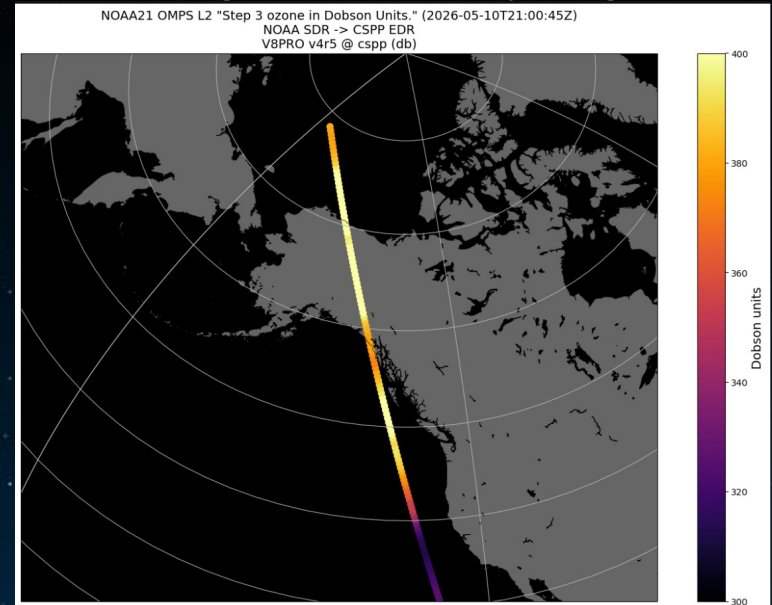 NOAA21 OMPS L2 "Step 3 ozone in Dobson Units." (2026-05-10T21:00:45Z)
NOAA SDR -> CSPP EDR
V8PRO v4r5 @ cspp (db)
400
380
360
340
320
300
Dobson units